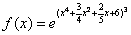 f(x) = e^{(x^4 + \frac{3}{4}x^2 + \frac{2}{5}x + 6)^3}